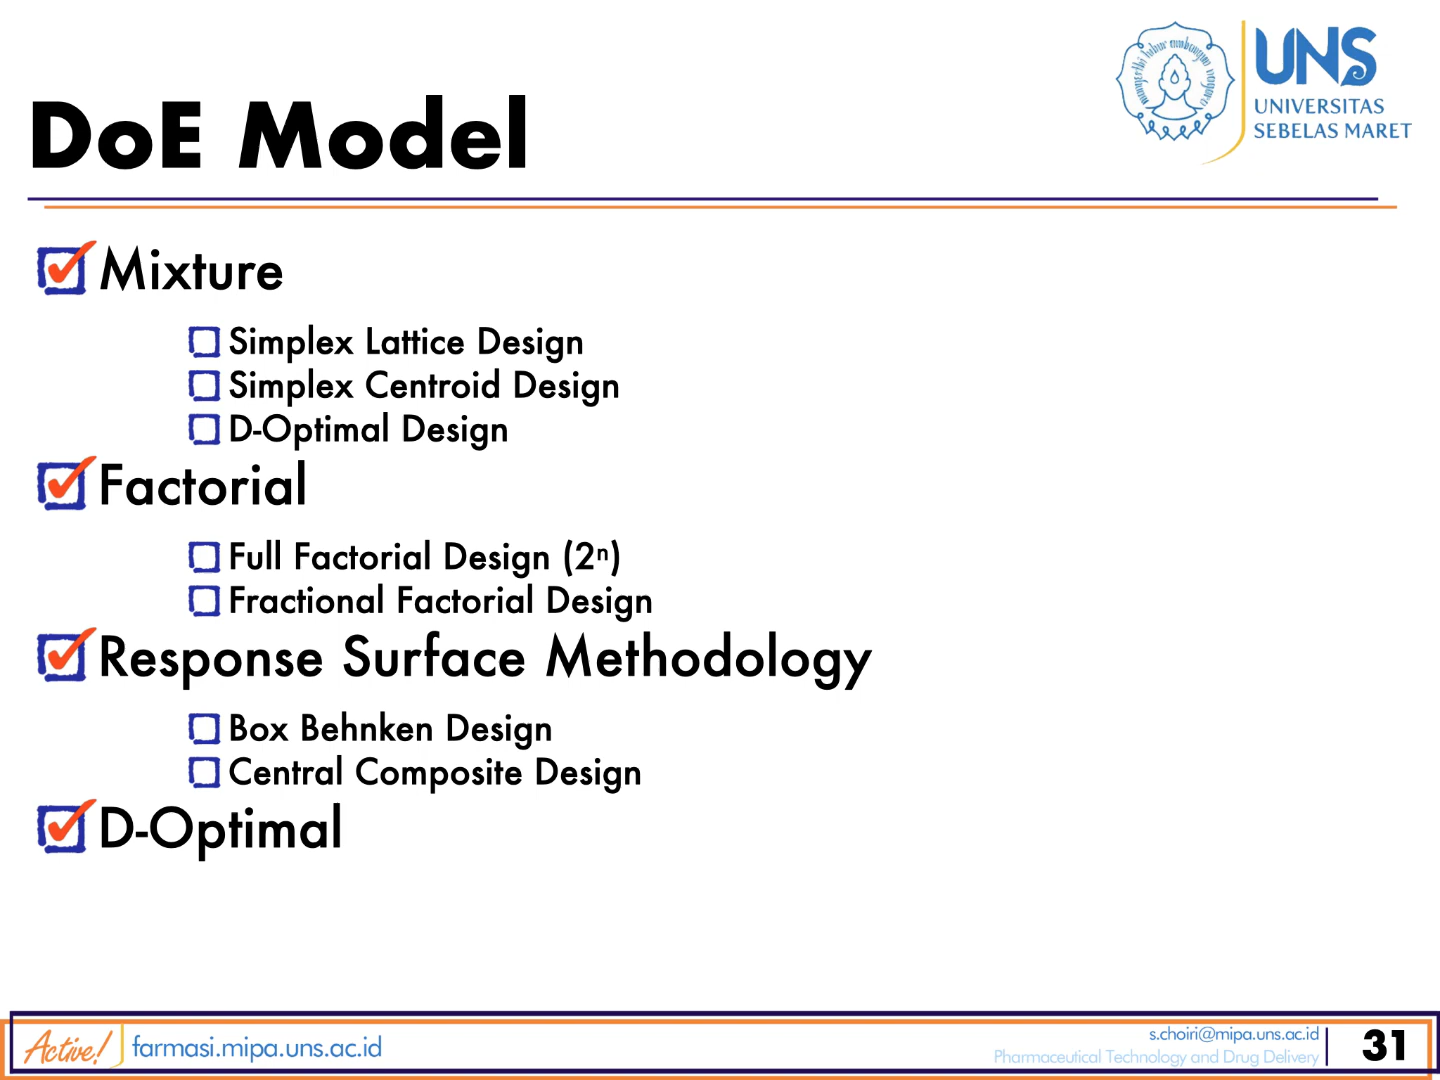 UNS
UNIVERSITAS
SEBELAS MARET
DoE Model
Mixture
Simplex Lattice Design
Simplex Centroid Design
D-Optimal Design
Factorial
Full Factorial Design (2ⁿ)
Fractional Factorial Design
Response Surface Methodology
Box Behnken Design
Central Composite Design
D-Optimal
Active!
farmasi.mipa.uns.ac.id
s.choiri@mipa.uns.ac.id
Pharmaceutical Technology and Drug Delivery
31